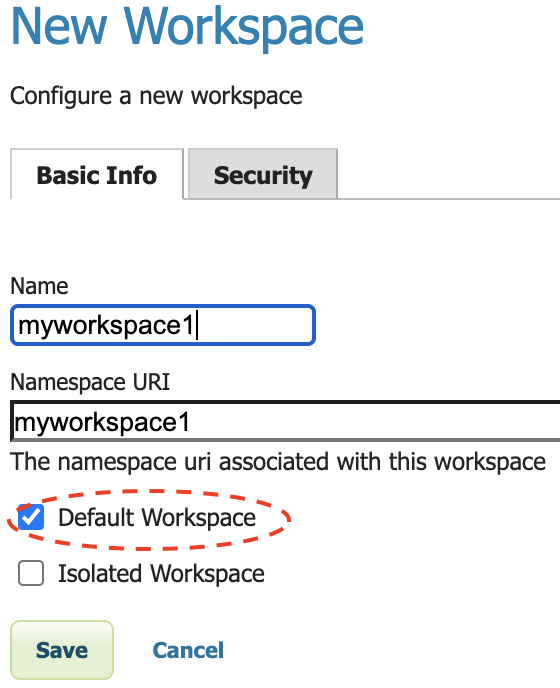 New Workspace
Configure a new workspace
Basic Info
Security
Name
myworkspace1
Namespace URI
myworkspace1
The namespace uri associated with this workspace
Default Workspace
Isolated Workspace
Save
Cancel